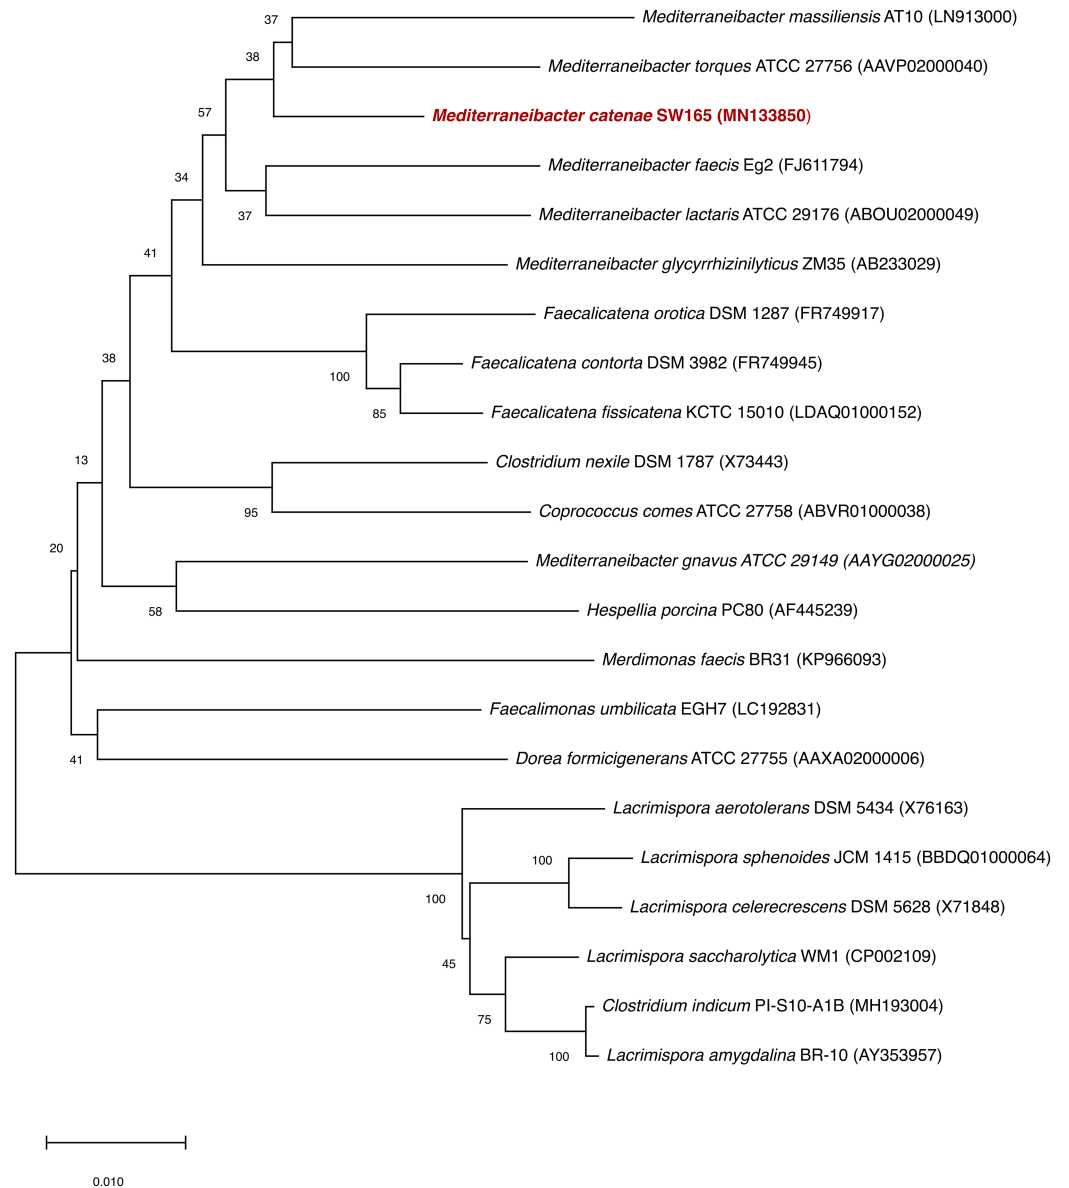 37
Mediterraneibacter massiliensis AT10 (LN913000)
38
Mediterraneibacter torques ATCC 27756 (AAVP02000040)
57
Mediterraneibacter catenae SW165 (MN133850)
Mediterraneibacter faecis Eg2 (FJ611794)
34
37
Mediterraneibacter lactaris ATCC 29176 (ABOU02000049)
41
Mediterraneibacter glycyrrhizinilyticus ZM35 (AB233029)
Faecalicatena orotica DSM 1287 (FR749917)
38
Faecalicatena contorta DSM 3982 (FR749945)
100
85
Faecalicatena fissicatena KCTC 15010 (LDAQ01000152)
13
Clostridium nexile DSM 1787 (X73443)
95
Coprococcus comes ATCC 27758 (ABVR01000038)
20
Mediterraneibacter gnavus ATCC 29149 (AAYG02000025)
58
Hespellia porcina PC80 (AF445239)
Merdimonas faecis BR31 (KP966093)
Faecalimonas umbilicata EGH7 (LC192831)
41
Dorea formicigenerans ATCC 27755 (AAXA02000006)
Lacrimispora aerotolerans DSM 5434 (X76163)
100
Lacrimispora sphenoides JCM 1415 (BBDQ01000064)
100
Lacrimispora celerecrescens DSM 5628 (X71848)
45
Lacrimispora saccharolytica WM1 (CP002109)
75
Clostridium indicum PI-S10-A1B (MH193004)
100
Lacrimispora amygdalina BR-10 (AY353957)
0.010